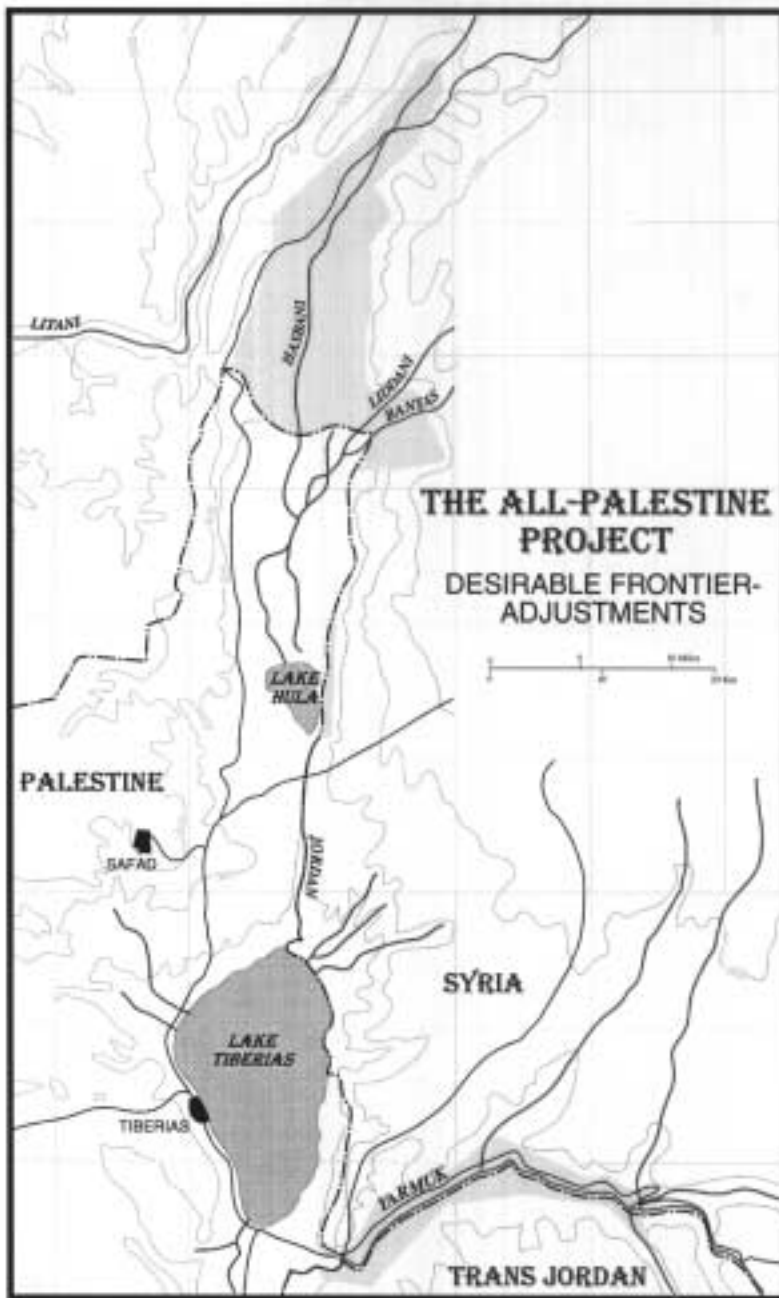 LITANI
HASBANI
LIDDANI
BANIAS
THE ALL-PALESTINE
PROJECT
DESIRABLE FRONTIER-
ADJUSTMENTS
LAKE
HULA
PALESTINE
SAFAD
JORDAN
SYRIA
LAKE
TIBERIAS
TIBERIAS
YARMUK
TRANS JORDAN